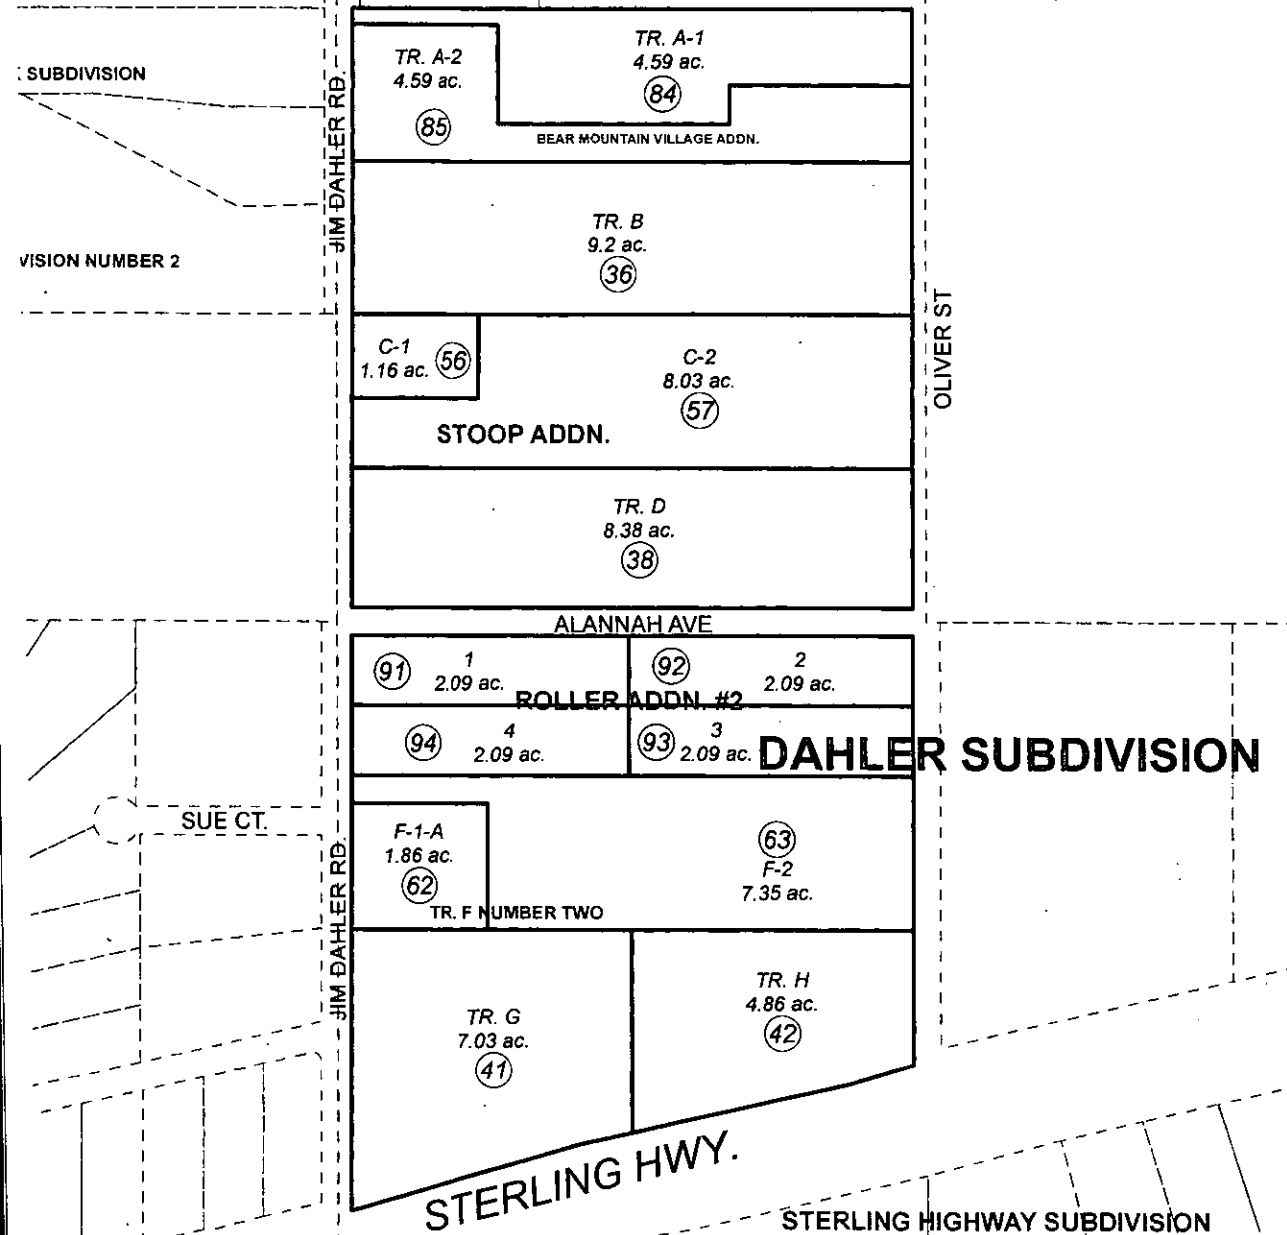 TR. A-1
4.59 ac.
84
TR. A-2
4.59 ac.
85
BEAR MOUNTAIN VILLAGE ADDN.
SUBDIVISION
JIM DAHLER RD.
VISION NUMBER 2
TR. B
9.2 ac.
36
OLIVER ST
C-1
1.16 ac.
56
C-2
8.03 ac.
57
STOOP ADDN.
TR. D
8.38 ac.
38
ALANNAH AVE
91
1
2.09 ac.
92
2
2.09 ac.
ROLLER ADDN. #2
94
4
2.09 ac.
93
3
2.09 ac.
DAHLER SUBDIVISION
SUE CT.
JIM DAHLER RD.
F-1-A
1.86 ac.
62
63
F-2
7.35 ac.
TR. F NUMBER TWO
TR. G
7.03 ac.
41
TR. H
4.86 ac.
42
STERLING HWY.
STERLING HIGHWAY SUBDIVISION